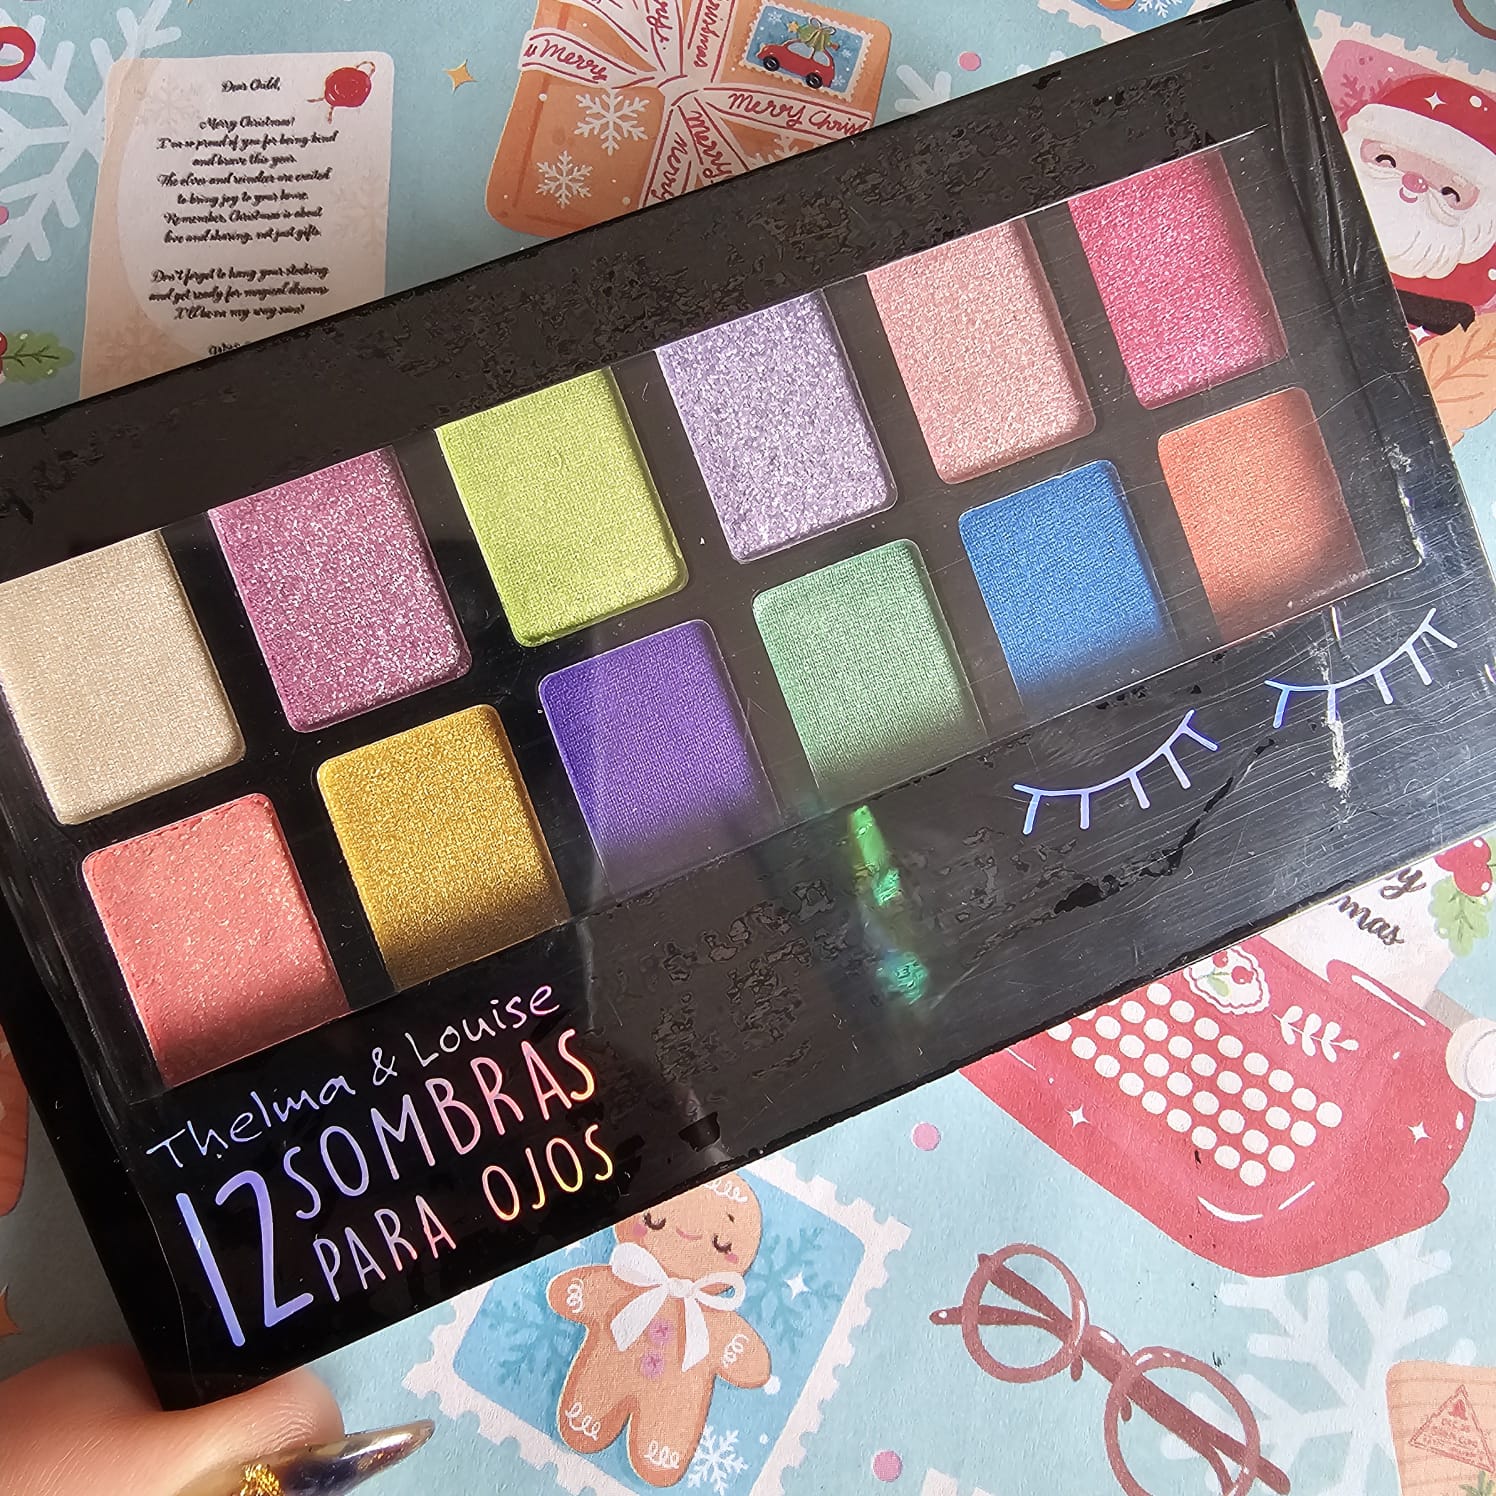 Dear Child,
Merry Christmas!
I'm so proud of you for being kind
and brave this year.
The elves and reindeer are excited
to bring joy to your home.
Remember, Christmas is about
love and sharing, not just gifts.
Don't forget to hang your stocking
and get ready for magical dreams
I'll be on my way soon!
Merry
Merry Christ
Merry
Merry
Thelma & Louise
12 SOMBRAS
PARA OJOS
mas